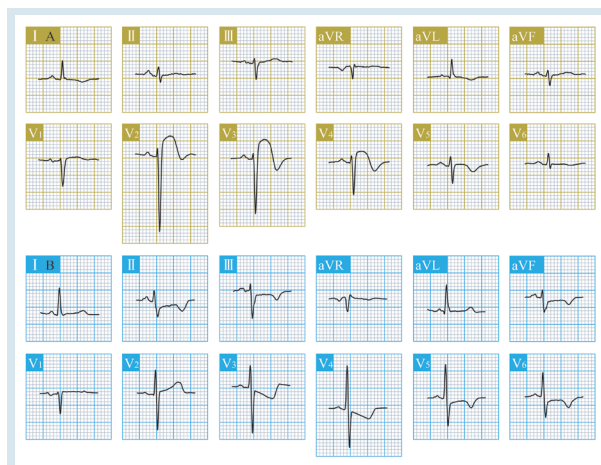 I A II III aVR aVL aVF
V1 V2 V3 V4 V5 V6
I B II III aVR aVL aVF
V1 V2 V3 V4 V5 V6